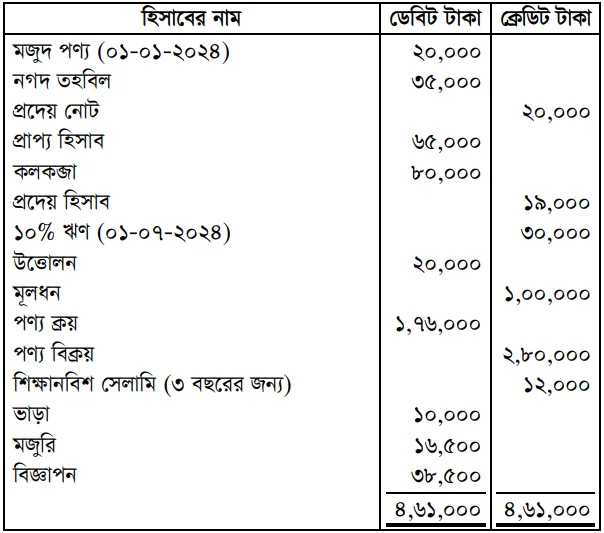 হিসাবের নাম ডেবিট টাকা ক্রেডিট টাকা
মজুদ পণ্য (০১-০১-২০২৪) ২০,০০০
নগদ তহবিল ৩৫,০০০
প্রদেয় নোট ২০,০০০
প্রাপ্য হিসাব ৬৫,০০০
কলকব্জা ৮০,০০০
প্রদেয় হিসাব ১৯,০০০
১০% ঋণ (০১-০৭-২০২৪) ৩০,০০০
উত্তোলন ২০,০০০
মূলধন ১,০০,০০০
পণ্য ক্রয় ১,৭৬,০০০
পণ্য বিক্রয় ২,৮০,০০০
শিক্ষানবিশ সেলামি (৩ বছরের জন্য) ১২,০০০
ভাড়া ১০,০০০
মজুরি ১৬,৫০০
বিজ্ঞাপন ৩৮,৫০০
৪,৬১,০০০ ৪,৬১,০০০